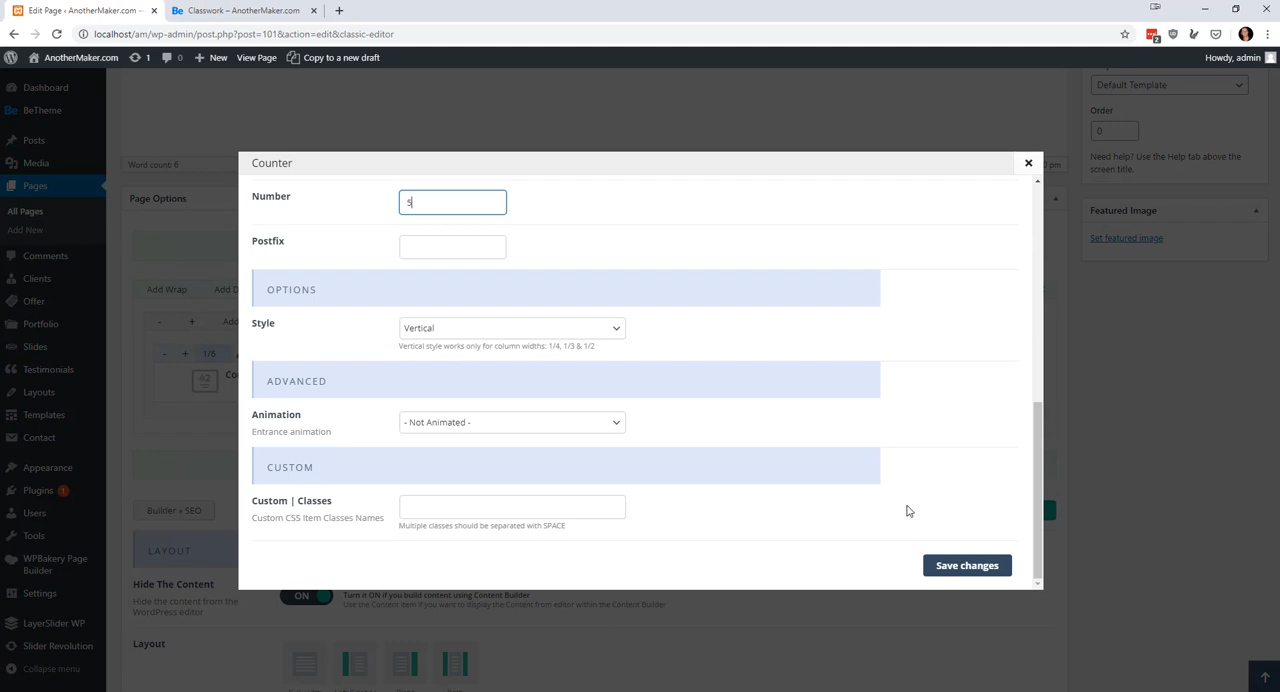 Edit Page ‹ AnotherMaker.com — W
Be Classwork – AnotherMaker.com
localhost/am/wp-admin/post.php?post=101&action=edit&classic-editor
2
AnotherMaker.com 1 0 New View Page Copy to a new draft Howdy, admin
Dashboard
BeTheme
Posts
Media
Pages
All Pages
Add New
Comments
Clients
Offer
Portfolio
Slides
Testimonials
Layouts
Templates
Contact
Appearance
Plugins 1
Users
Tools
WPBakery Page
Builder
Settings
LayerSlider WP
Slider Revolution
Collapse menu
Word count: 6
Page Options
Add Wrap Add D
- + Add
- + 1/6
42 Cou
Builder » SEO
LAYOUT
Hide The Content
Hide the content from the
WordPress editor
ON
Turn it ON if you build content using Content Builder
Use the Content item if you want to display the Content from editor within the Content Builder
Layout
Counter
Number 5
Postfix
OPTIONS
Style Vertical
Vertical style works only for column widths: 1/4, 1/3 & 1/2
ADVANCED
Animation - Not Animated -
Entrance animation
CUSTOM
Custom | Classes
Custom CSS Item Classes Names
Multiple classes should be separated with SPACE
Save changes
Default Template
Order
0
Need help? Use the Help tab above the
screen title.
pm
Featured Image
Set featured image